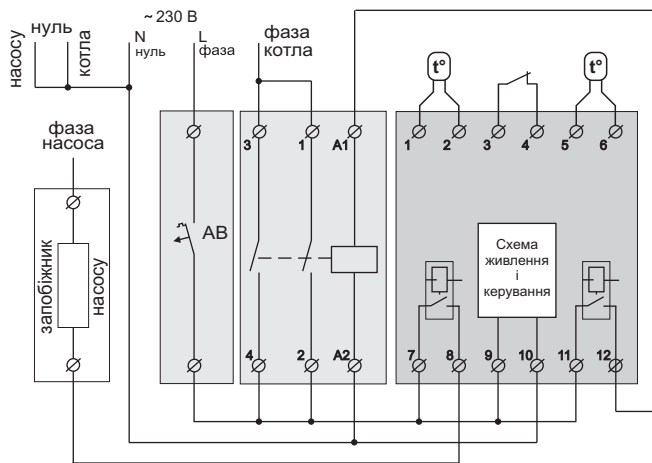 ~230 В
насосу
нуль
котла
N
нуль
L
фаза
фаза
котла
фаза
насоса
запобіжник
насосу
АВ
3
1
A1
4
2
A2
t°
t°
1
2
3
4
5
6
Схема
живлення
і
керування
7
8
9
10
11
12